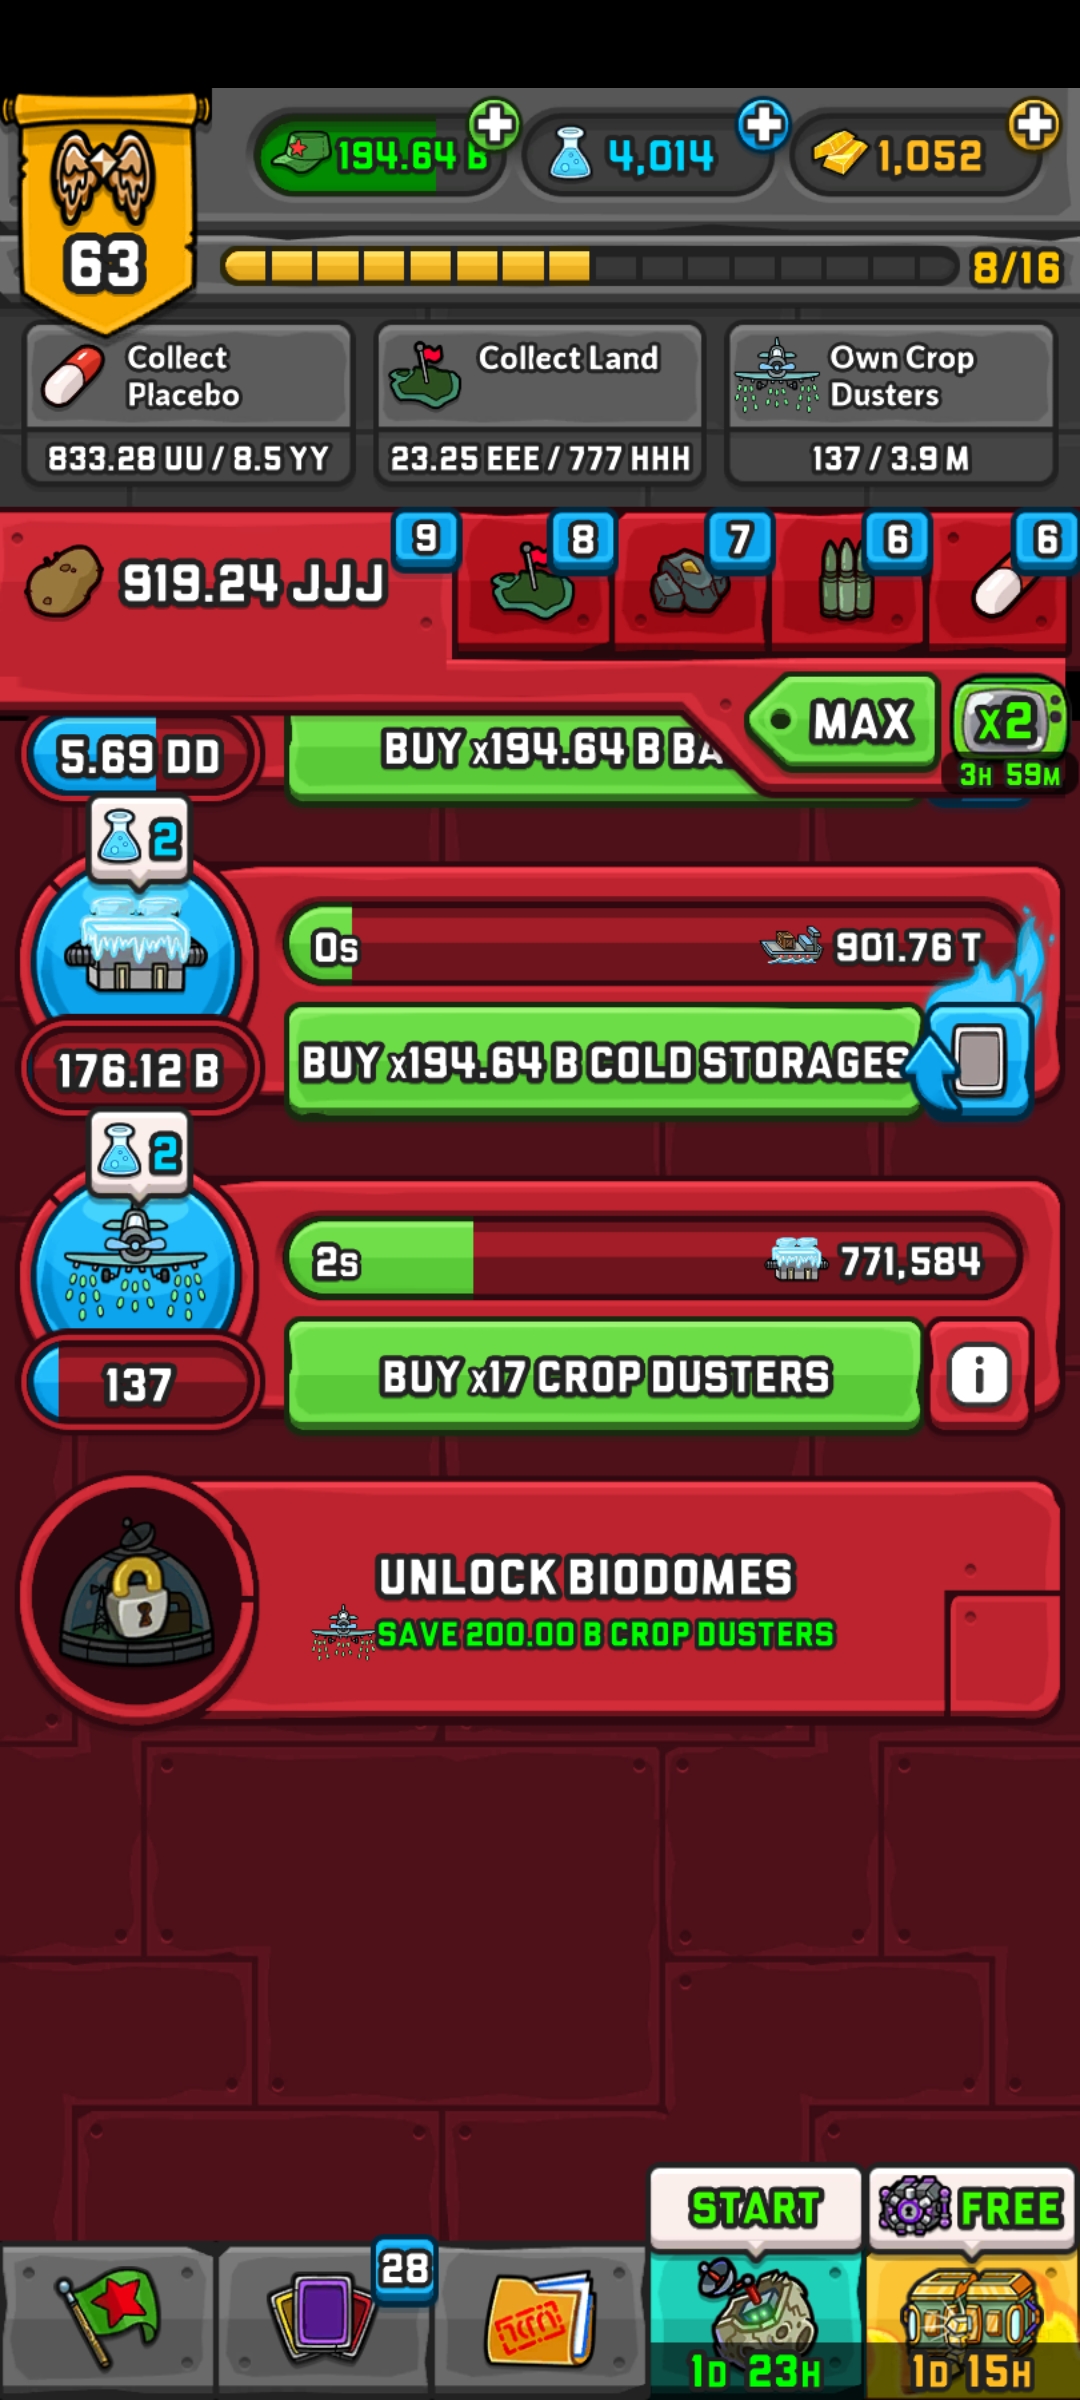 194.64 B
4,014
1,052
63
8/16
Collect
Placebo
833.28 UU / 8.5 YY
Collect Land
23.25 EEE / 777 HHH
Own Crop
Dusters
137 / 3.9 M
919.24 JJJ
9
8
7
6
6
MAX
x2
3H 59M
5.69 DD
BUY x194.64 B BA
2
0s
901.76 T
176.12 B
BUY x194.64 B COLD STORAGES
2
2s
771,584
137
BUY x17 CROP DUSTERS
i
UNLOCK BIODOMES
SAVE 200.00 B CROP DUSTERS
START
FREE
28
1D 23H
1D 15H